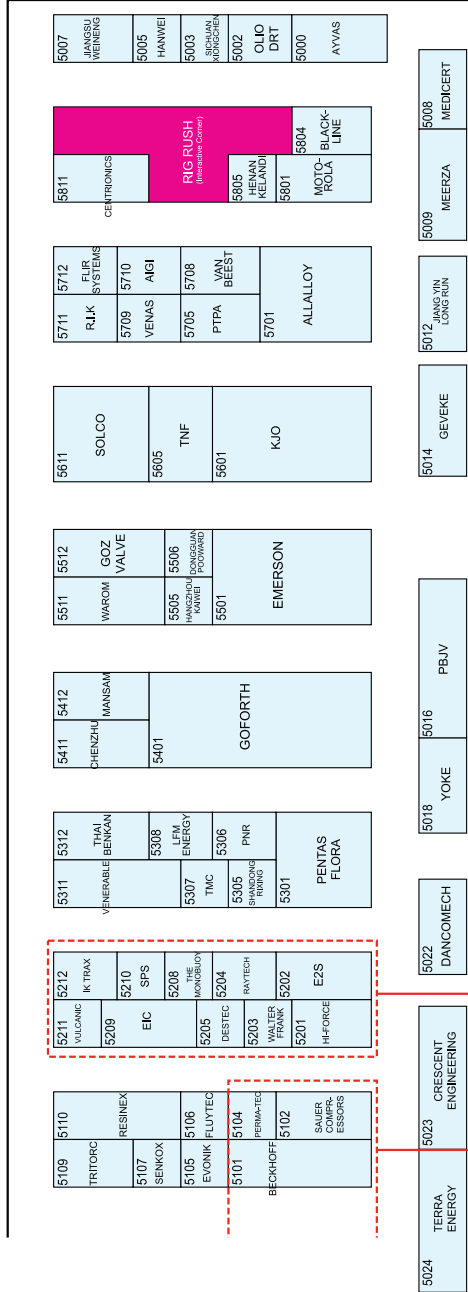 5007
JIANGSU
WEINENG
5005
HANWEI
5003
SICHUAN
XIONGCHEN
5002
OLIO
DRT
5000
AYVAS
RIG RUSH
(Interactive Corner)
5811
CENTRIONICS
5805
HENAN
KELANDI
5804
BLACK-
LINE
5801
MOTO-
ROLA
5008
MEDICERT
5009
MEERZA
5712
FLIR
SYSTEMS
5710
AIGI
5708
VAN
BEEST
5711
R.I.K
5709
VENAS
5705
PTPA
5701
ALLALLOY
5012
JIANG YIN
LONG RUN
5611
SOLCO
5605
TNF
5601
KJO
5014
GEVEKE
5512
GOZ
VALVE
5506
DONGGUAN
POOWARD
5511
WAROM
5505
HANGZHOU
KAIWEI
5501
EMERSON
5016
PBJV
5412
MANSAM
5411
CHENZHU
5401
GOFORTH
5018
YOKE
5312
THAI
BENKAN
5308
LFM
ENERGY
5306
PNR
5311
VENERABLE
5307
TMC
5305
SHANDONG
RIXING
5301
PENTAS
FLORA
5022
DANCOMECH
5212
IK TRAX
5210
SPS
5208
THE
MONOBUOY
5204
RAYTECH
5202
E2S
5211
VULCANIC
5209
EIC
5205
DESTEC
5203
WALTER
FRANK
5201
HI-FORCE
5023
CRESCENT
ENGINEERING
5110
RESINEX
5106
FLUYTEC
5104
PERMA-TEC
5102
SAUER
COMPR-
ESSORS
5109
TRITORC
5107
SENKOX
5105
EVONIK
5101
BECKHOFF
5024
TERRA
ENERGY